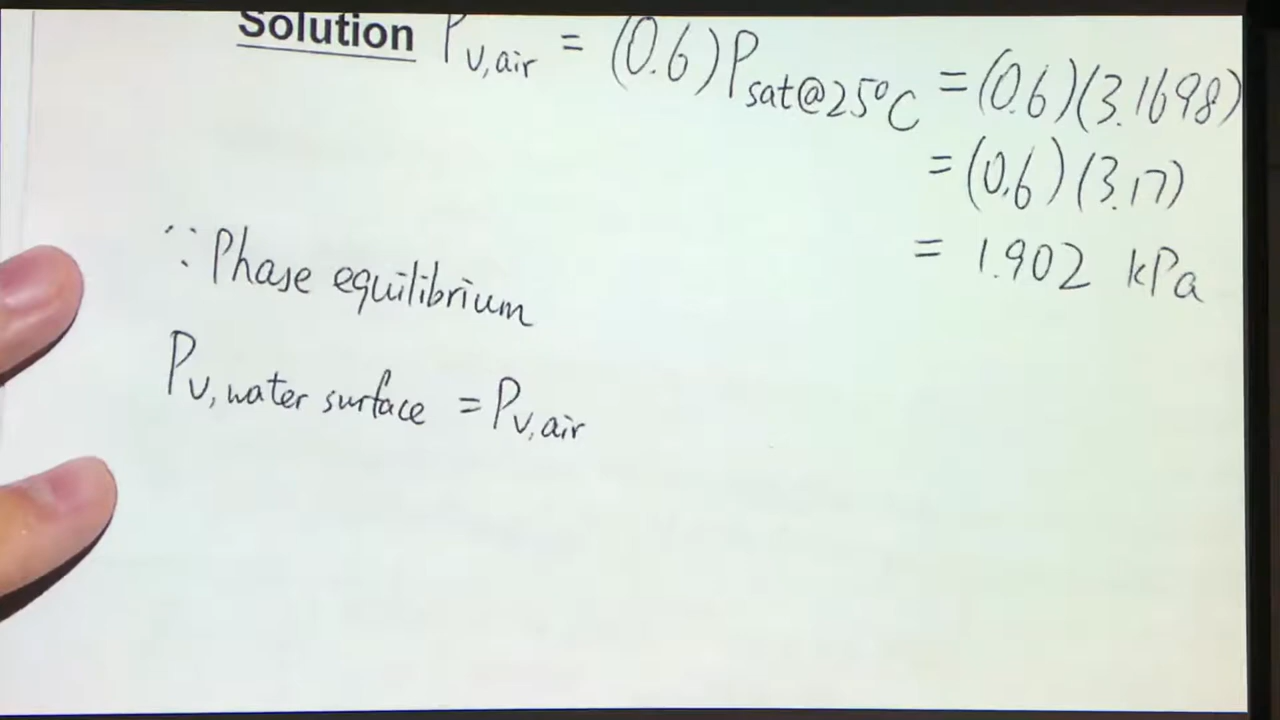 Solution P_v,air = (0.6) P_sat@25°C = (0.6)(3.1698)
= (0.6)(3.17)
= 1.902 kPa
∵ Phase equilibrium
P_v,water surface = P_v,air